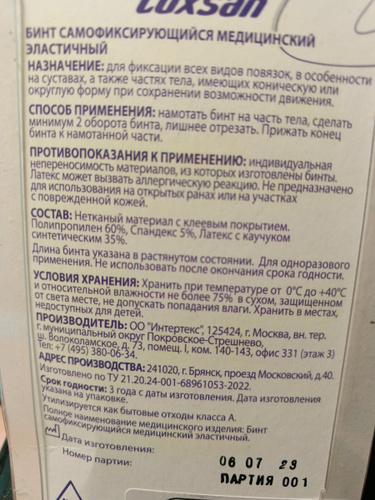 Luxsan
БИНТ САМОФИКСИРУЮЩИЙСЯ МЕДИЦИНСКИЙ
ЭЛАСТИЧНЫЙ
НАЗНАЧЕНИЕ: для фиксации всех видов повязок, в особенности
на суставах, а также частях тела, имеющих коническую или
округлую форму при сохранении возможности движения.
СПОСОБ ПРИМЕНЕНИЯ: намотать бинт на часть тела, сделать
минимум 2 оборота бинта, лишнее отрезать. Прижать конец
бинта к намотанной части.
ПРОТИВОПОКАЗАНИЯ К ПРИМЕНЕНИЮ: индивидуальная
непереносимость материалов, из которых изготовлены бинты.
Латекс может вызвать аллергическую реакцию. Не предназначено
для использования на открытых ранах или на участках
с поврежденной кожей.
СОСТАВ: Нетканый материал с клеевым покрытием.
Полипропилен 60%, Спандекс 5%, Латекс с каучуком
синтетическим 35%.
Длина бинта указана в растянутом состоянии. Для одноразового
применения. Не использовать после окончания срока годности.
УСЛОВИЯ ХРАНЕНИЯ: Хранить при температуре от 0°C до +40°C
и относительной влажности не более 75% в сухом, защищенном
от света месте, не допускать попадания влаги. Хранить в местах,
недоступных для детей.
ПРОИЗВОДИТЕЛЬ: ОО "Интертекс", 125424, г. Москва, вн. тер.
г. муниципальный округ Покровское-Стрешнево,
ш. Волоколамское, д. 73, помещ. I, ком. 140-143, офис 331 (этаж 3)
Тел: +7 (495) 380-06-34.
АДРЕС ПРОИЗВОДСТВА: 241020, г. Брянск, проезд Московский, д.40.
Изготовлено по ТУ 21.20.24-001-68961053-2022.
Срок годности: 3 года с даты изготовления. Дата изготовления
указана на упаковке.
Утилизируется как бытовые отходы класса А.
Полное наименование медицинского изделия: Бинт
самофиксирующийся медицинский эластичный.
Дата изготовления:
Номер партии:
06 07 23
ПАРТИЯ 001